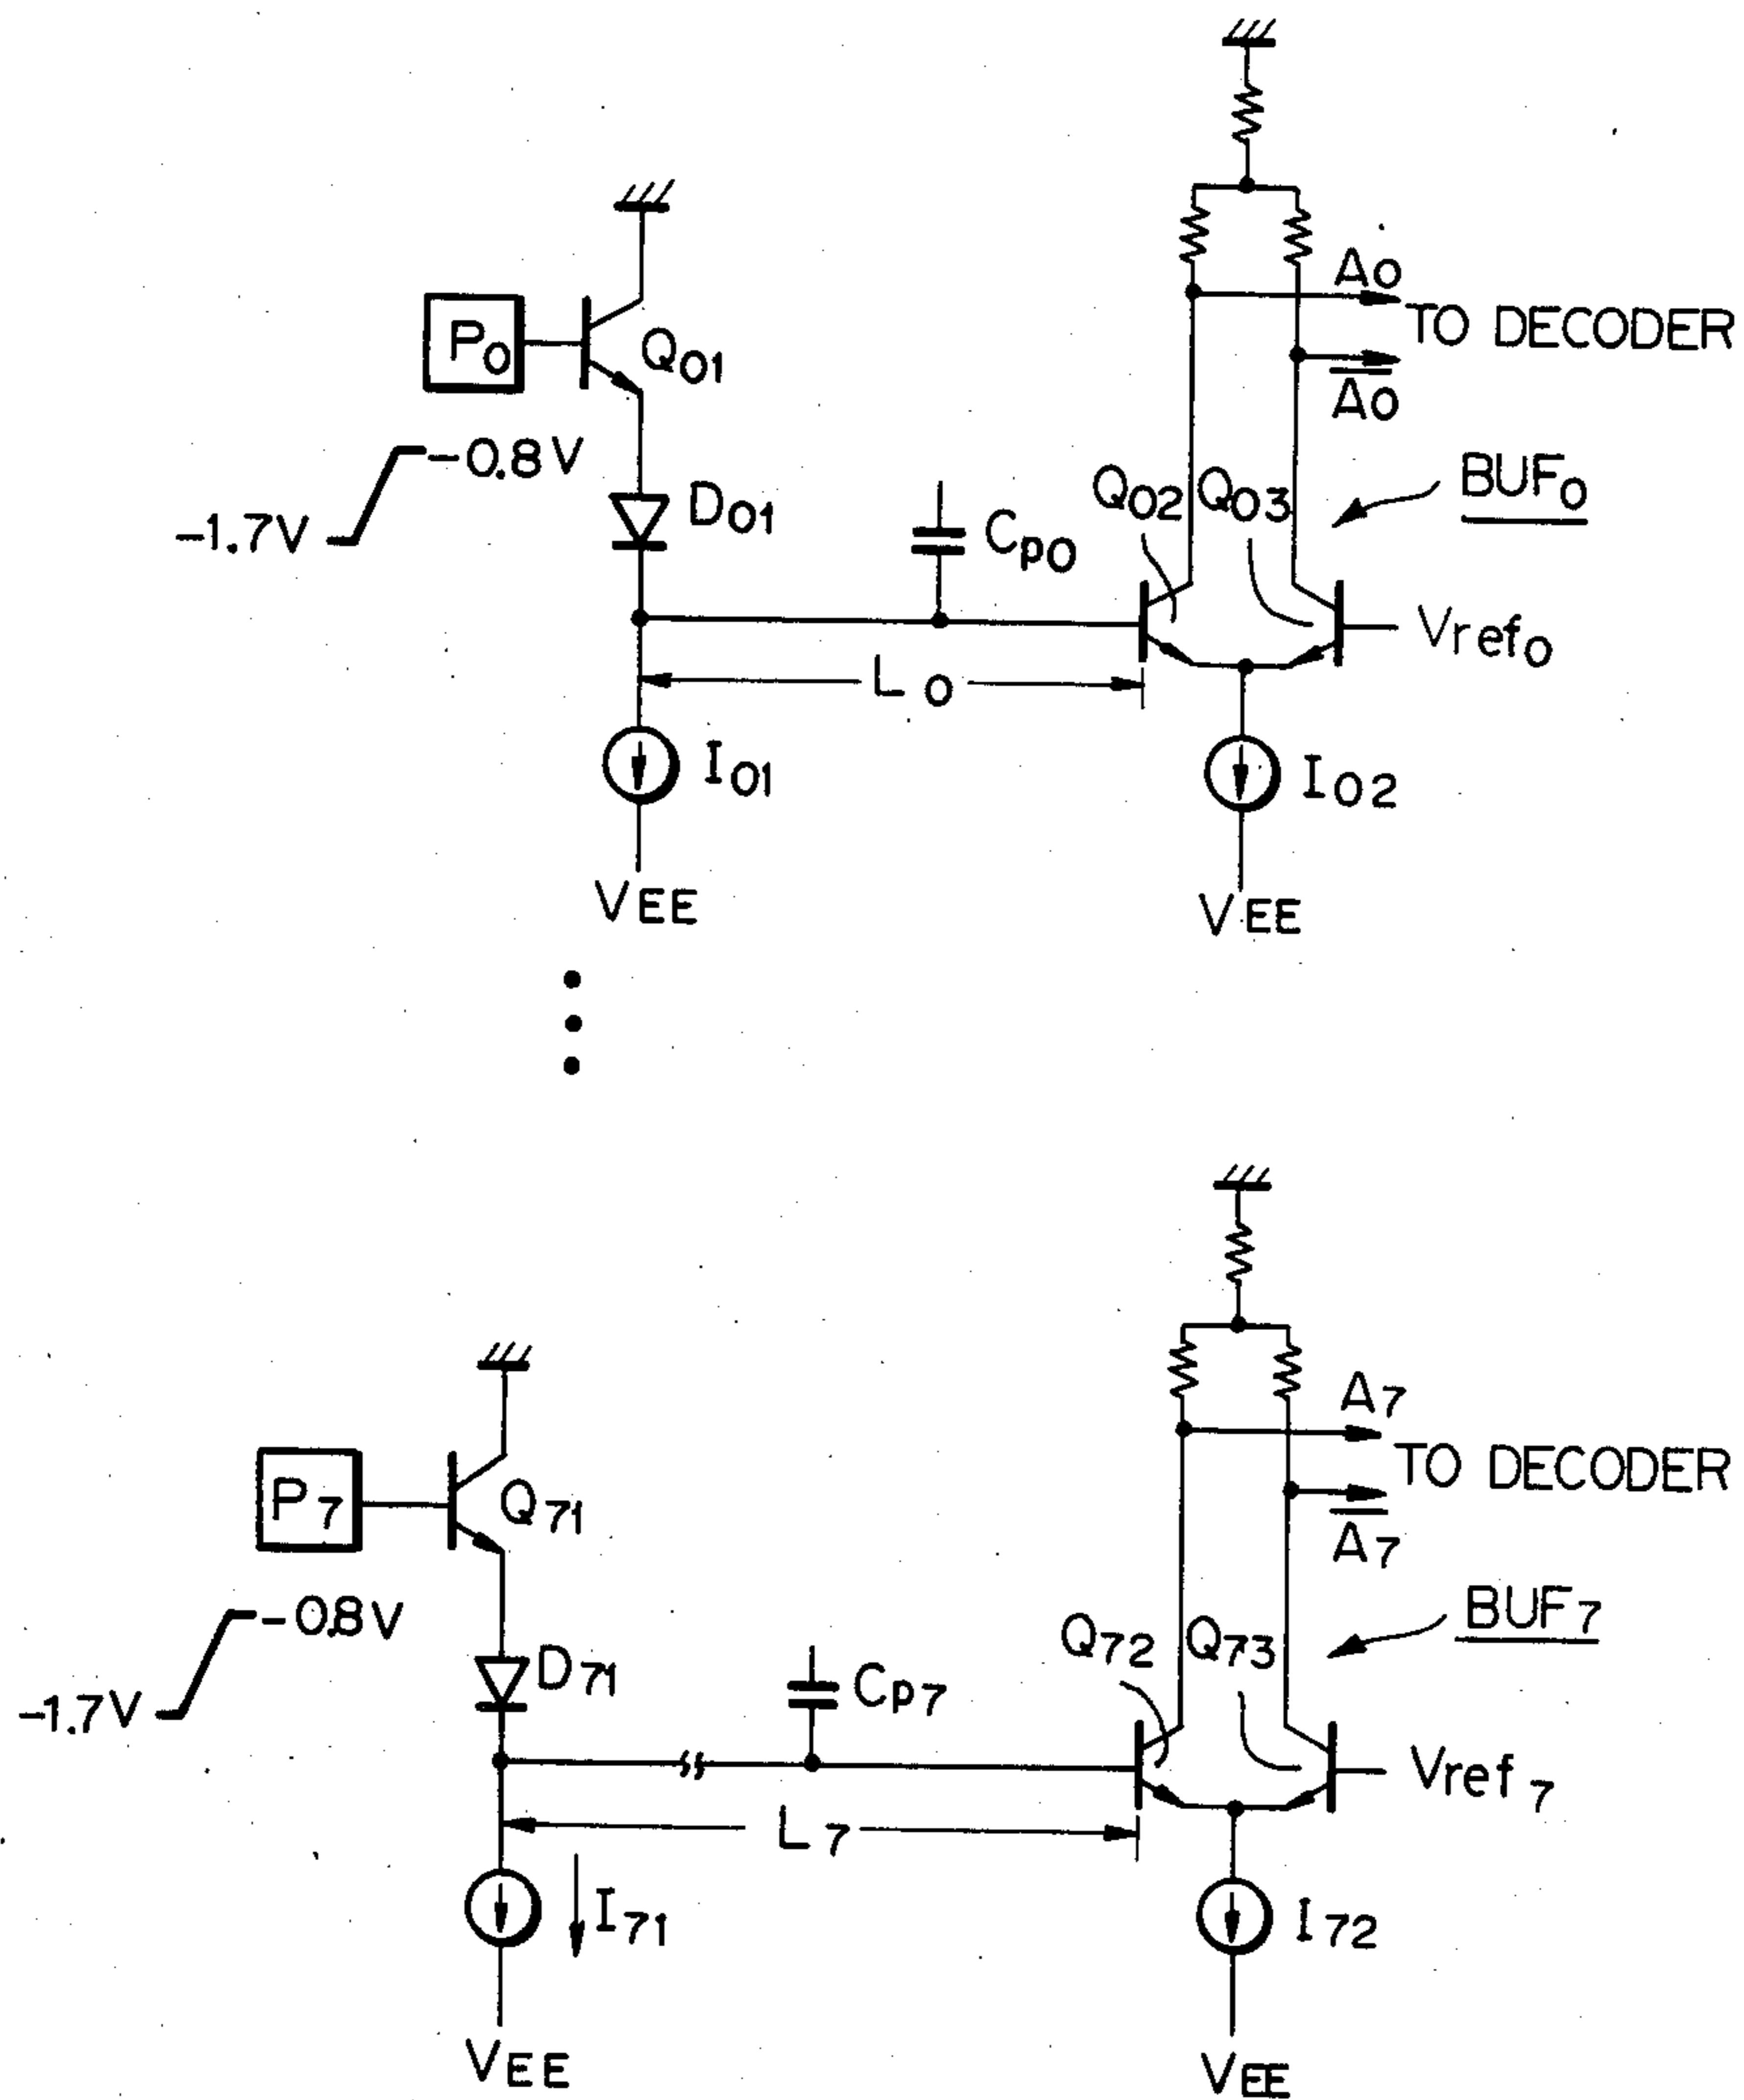 A₀
TO DECODER
A̅₀̅
P₀
Q₀₁
-0.8V
-1.7V
D₀₁
Cp₀
Q₀₂
Q₀₃
BUF₀
Vref₀
L₀
I₀₁
I₀₂
VEE
VEE
A₇
TO DECODER
A̅₇̅
P₇
Q₇₁
-0.8V
-1.7V
D₇₁
Cp₇
Q₇₂
Q₇₃
BUF₇
Vref₇
L₇
I₇₁
I₇₂
VEE
VEE